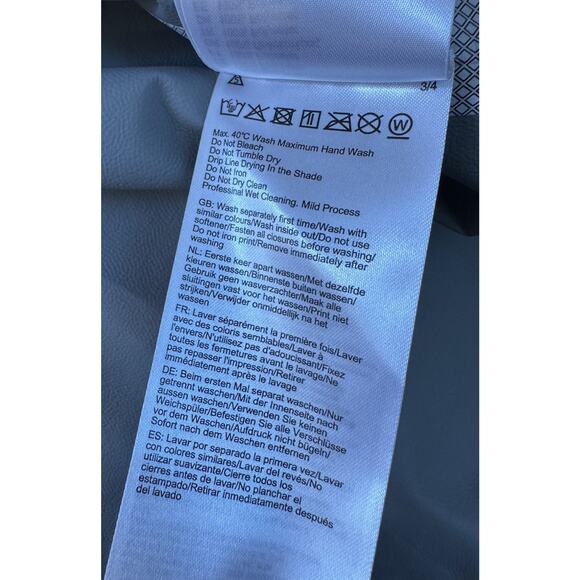 3/4
W
Max. 40°C Wash Maximum Hand Wash
Do Not Bleach
Do Not Tumble Dry
Drip Line Drying In the Shade
Do Not Iron
Do Not Dry Clean
Professional Wet Cleaning. Mild Process
GB: Wash separately first time/Wash with
similar colours/Wash inside out/Do not use
softener/Fasten all closures before washing/
Do not iron print/Remove immediately after
washing
NL: Eerste keer apart wassen/Met dezelfde
kleuren wassen/Binnenste buiten wassen/
Gebruik geen wasverzachter/Maak alle
sluitingen vast voor het wassen/Print niet
strijken/Verwijder onmiddellijk na het
wassen
FR: Laver séparément la première fois/Laver
avec des coloris semblables/Laver à
l'envers/N'utilisez pas d'adoucissant/Fixez
toutes les fermetures avant le lavage/Ne
pas repasser l'impression/Retirer
immédiatement après le lavage
DE: Beim ersten Mal separat waschen/Nur
getrennt waschen/Mit der Innenseite nach
aussen waschen/Verwenden Sie keinen
Weichspüler/Befestigen Sie alle Verschlüsse
vor dem Waschen/Aufdruck nicht bügeln/
Sofort nach dem Waschen entfernen
ES: Lavar por separado la primera vez/Lavar
con colores similares/Lavar del revés/No
utilizar suavizante/Cierre todos los
cierres antes de lavar/No planchar el
estampado/Retirar inmediatamente después
del lavado